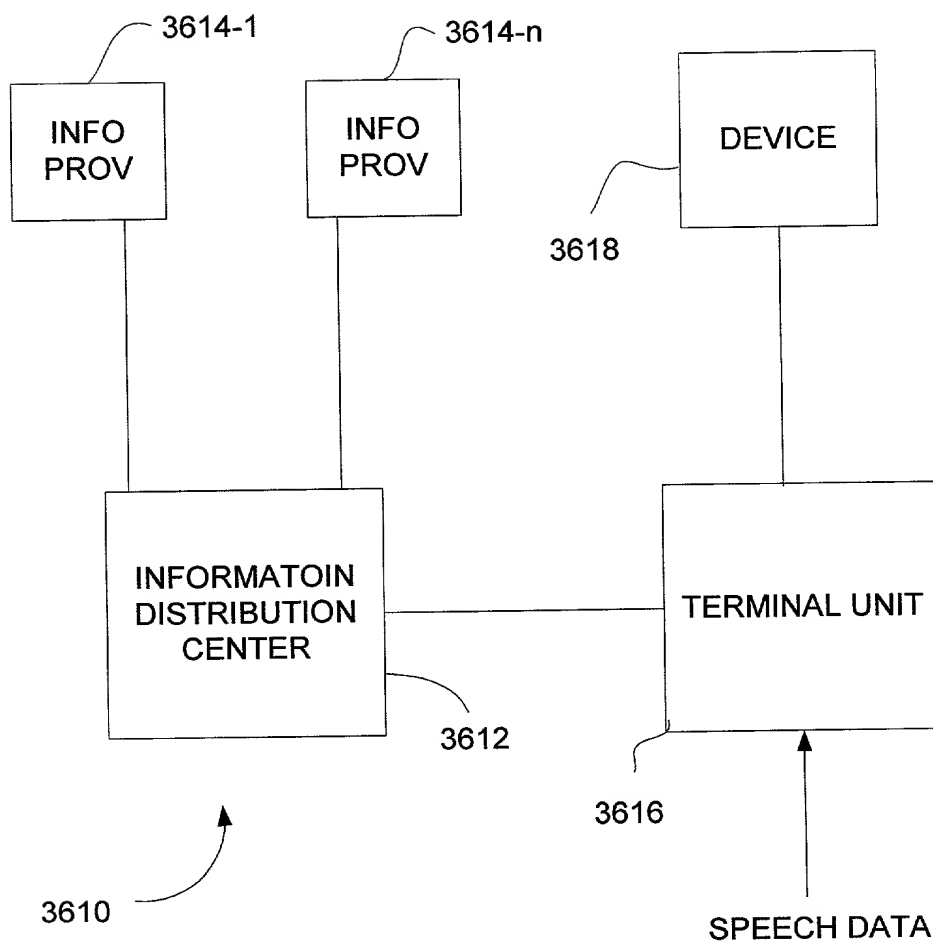 3614-1
3614-n
INFO
PROV
INFO
PROV
DEVICE
3618
INFORMATOIN
DISTRIBUTION
CENTER
TERMINAL UNIT
3612
3616
3610
SPEECH DATA